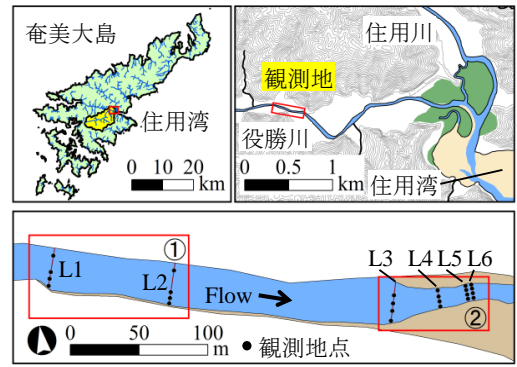 奄美大島
住用湾
0 10 20
km
住用川
観測地
役勝川
0 0.5 1
km
住用湾
①
L1
L2
Flow
L3
L4
L5
L6
②
0 50 100
m
観測地点